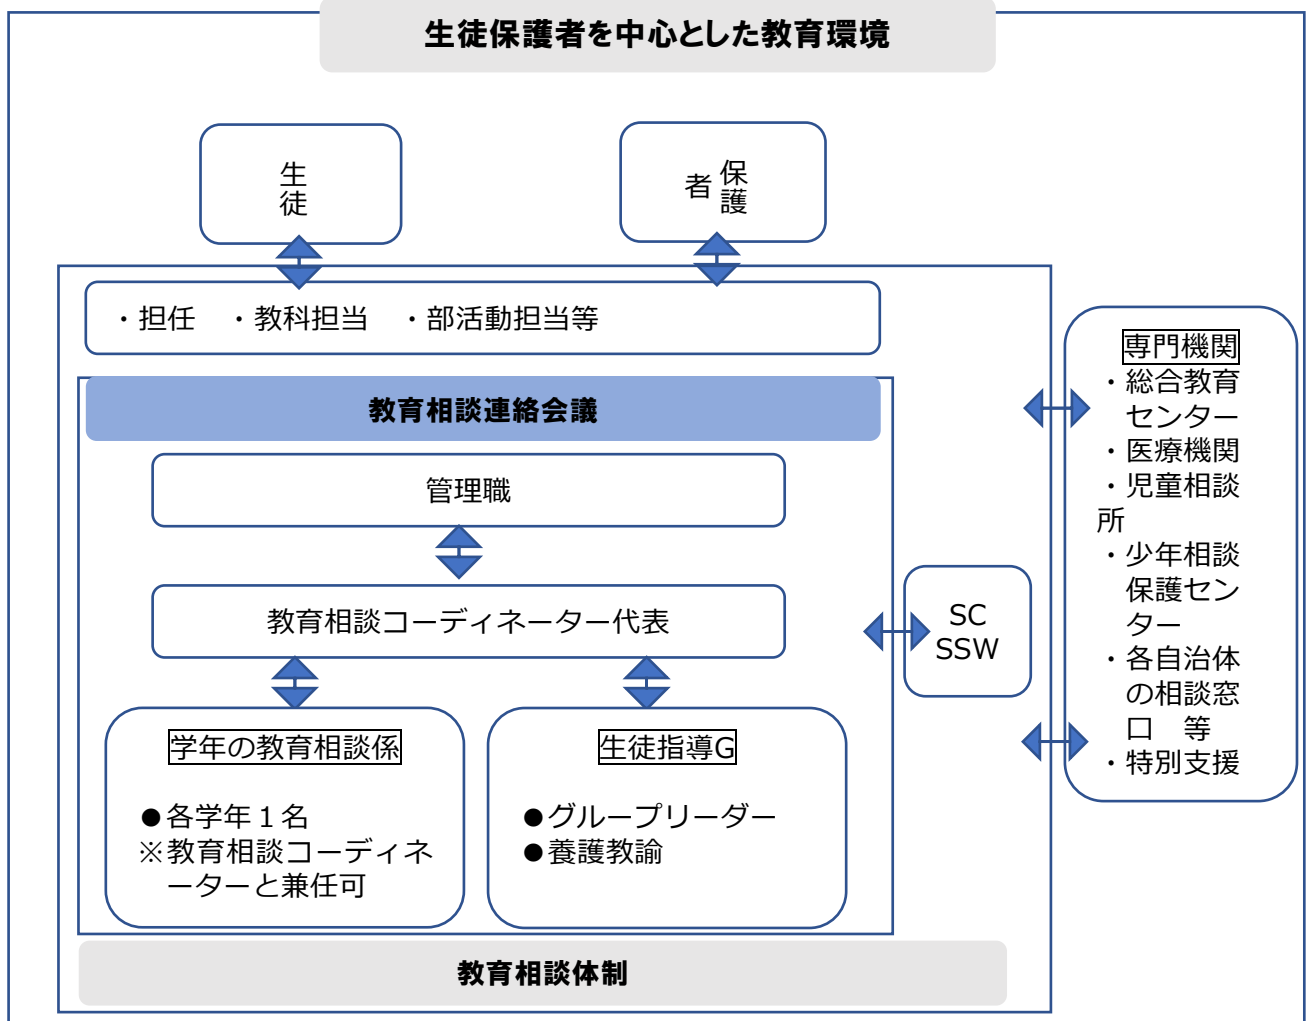 生徒保護者を中心とした教育環境
生徒
保護者
・担任　・教科担当　・部活動担当等
教育相談連絡会議
管理職
教育相談コーディネーター代表
学年の教育相談係
●各学年１名
※教育相談コーディネ
ーターと兼任可
生徒指導G
●グループリーダー
●養護教諭
SC
SSW
専門機関
・総合教育
センター
・医療機関
・児童相談
所
・少年相談
保護セン
ター
・各自治体
の相談窓
口　等
・特別支援
教育相談体制